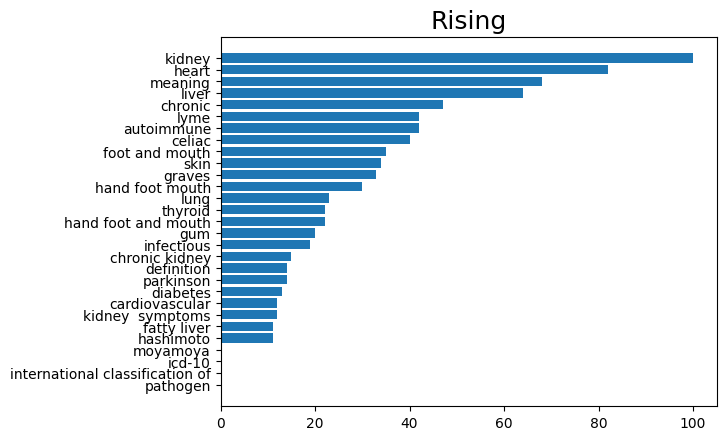 Rising
kidney
heart
meaning
liver
chronic
lyme
autoimmune
celiac
foot and mouth
skin
graves
hand foot mouth
lung
thyroid
hand foot and mouth
gum
infectious
chronic kidney
definition
parkinson
diabetes
cardiovascular
kidney  symptoms
fatty liver
hashimoto
moyamoya
icd-10
international classification of
pathogen
0 20 40 60 80 100